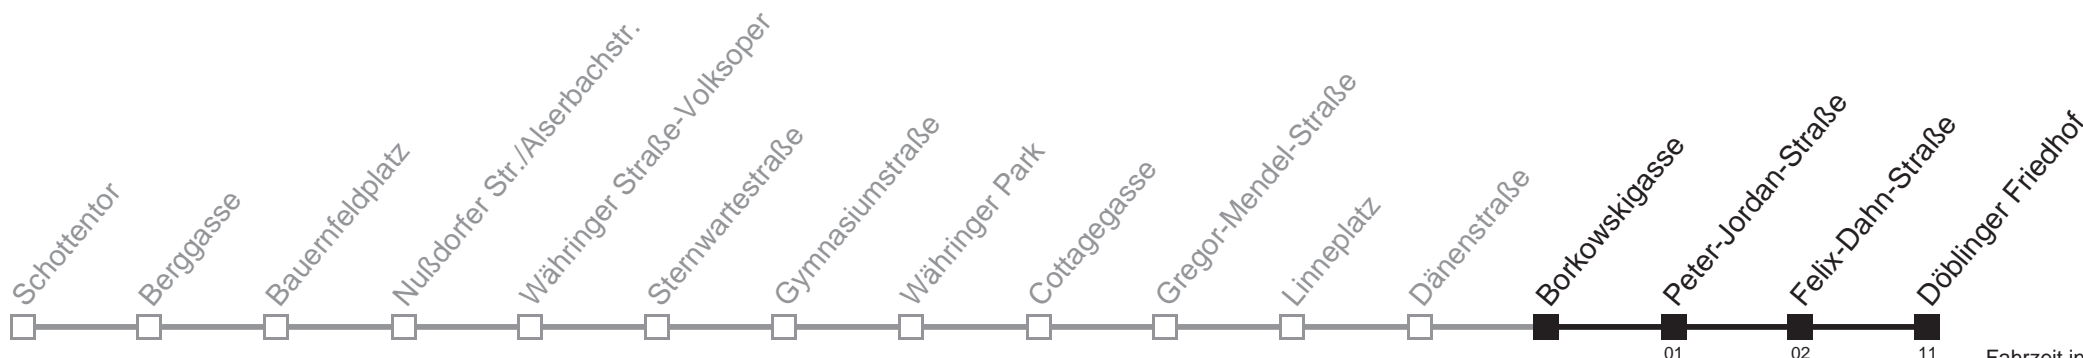 Schottentor
Berggasse
Bauernfeldplatz
Nußdorfer Str./Alserbachstr.
Währinger Straße-Volksoper
Sternwartestraße
Gymnasiumstraße
Währinger Park
Cottagegasse
Gregor-Mendel-Straße
Linneplatz
Dänenstraße
Borkowskigasse
Peter-Jordan-Straße
Felix-Dahn-Straße
Döblinger Friedhof
01 02 11
Fahrzeit in